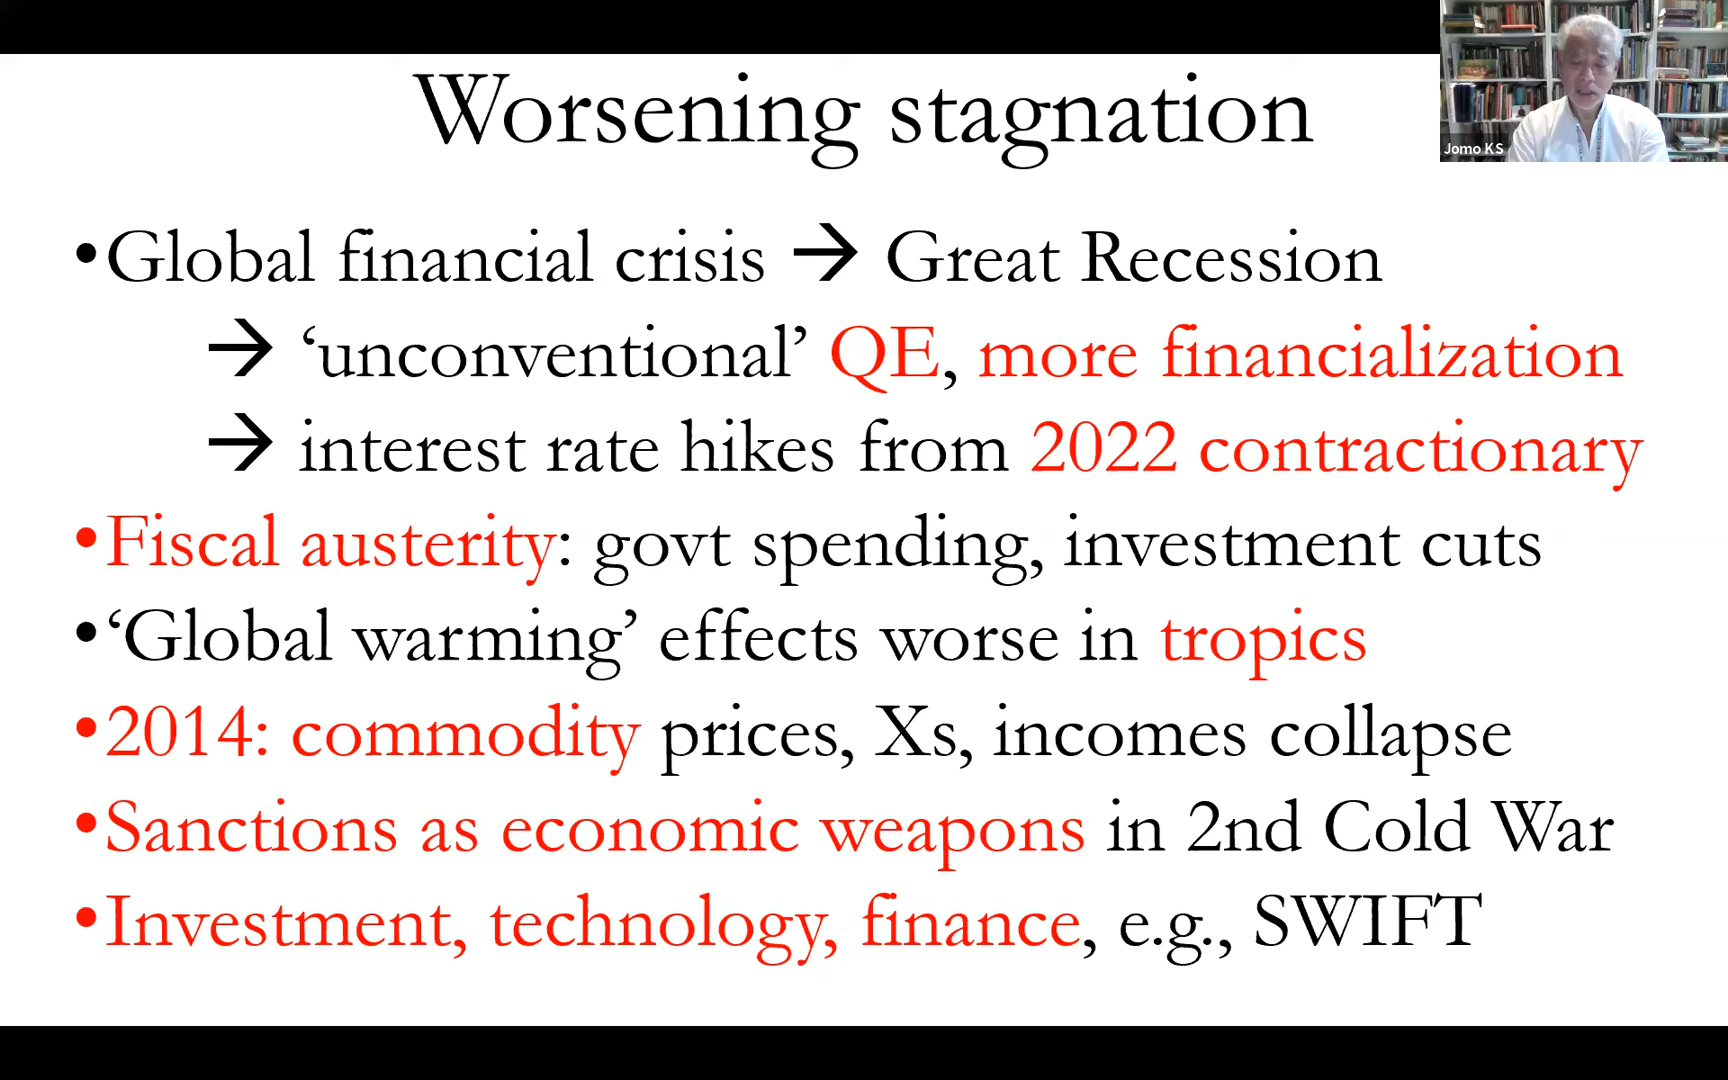 Worsening stagnation
Jomo KS
•Global financial crisis → Great Recession
→ ‘unconventional’ QE, more financialization
→ interest rate hikes from 2022 contractionary
•Fiscal austerity: govt spending, investment cuts
•‘Global warming’ effects worse in tropics
•2014: commodity prices, Xs, incomes collapse
•Sanctions as economic weapons in 2nd Cold War
•Investment, technology, finance, e.g., SWIFT